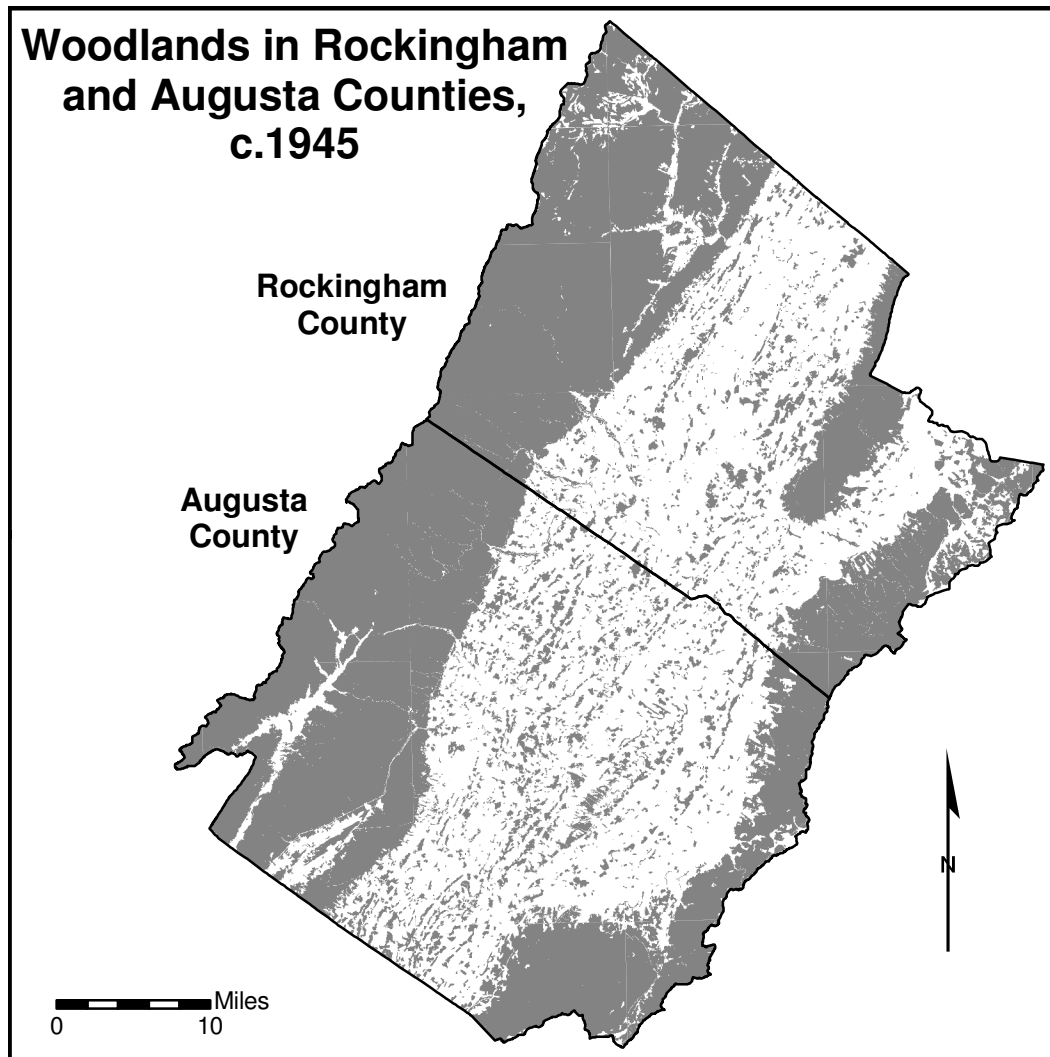 Woodlands in Rockingham
and Augusta Counties,
c.1945
Rockingham
County
Augusta
County
N
Miles
0 10